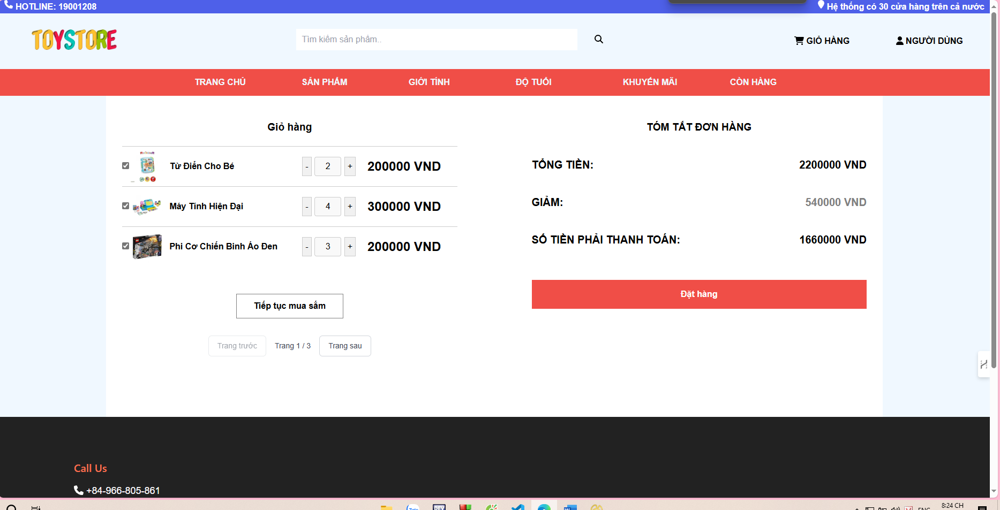 HOTLINE: 19001208
Hệ thống có 30 cửa hàng trên cả nước
TOYSTORE
Tìm kiếm sản phẩm..
GIỎ HÀNG
NGƯỜI DÙNG
TRANG CHỦ
SẢN PHẨM
GIỚI TÍNH
ĐỘ TUỔI
KHUYẾN MÃI
CÒN HÀNG
Giỏ hàng
Từ Điển Cho Bé
- 2 + 200000 VND
Máy Tính Hiện Đại
- 4 + 300000 VND
Phi Cơ Chiến Binh Áo Đen
- 3 + 200000 VND
Tiếp tục mua sắm
Trang trước
Trang 1 / 3
Trang sau
TÓM TẮT ĐƠN HÀNG
TỔNG TIỀN: 2200000 VND
GIẢM: 540000 VND
SỐ TIỀN PHẢI THANH TOÁN: 1660000 VND
Đặt hàng
Call Us
+84-966-805-861
Zalo
DEV
ENG
8:24 CH